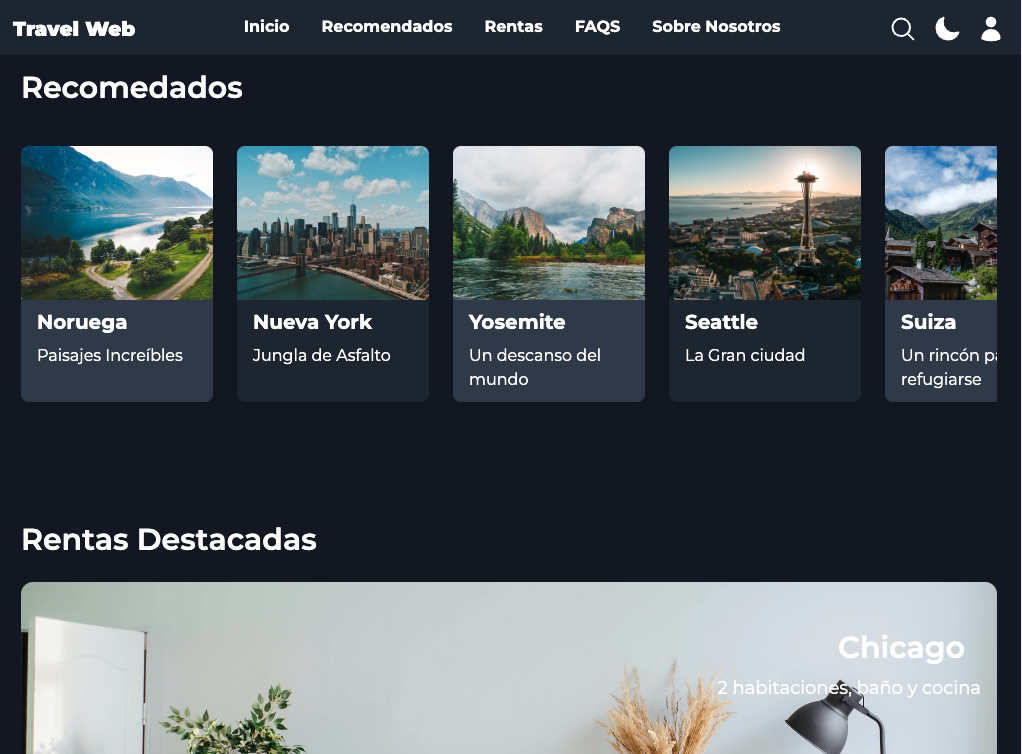 Travel Web
Inicio
Recomendados
Rentas
FAQS
Sobre Nosotros
Recomedados
Noruega
Paisajes Increíbles
Nueva York
Jungla de Asfalto
Yosemite
Un descanso del
mundo
Seattle
La Gran ciudad
Suiza
Un rincón
refugiarse
Rentas Destacadas
Chicago
2 habitaciones, baño y cocina